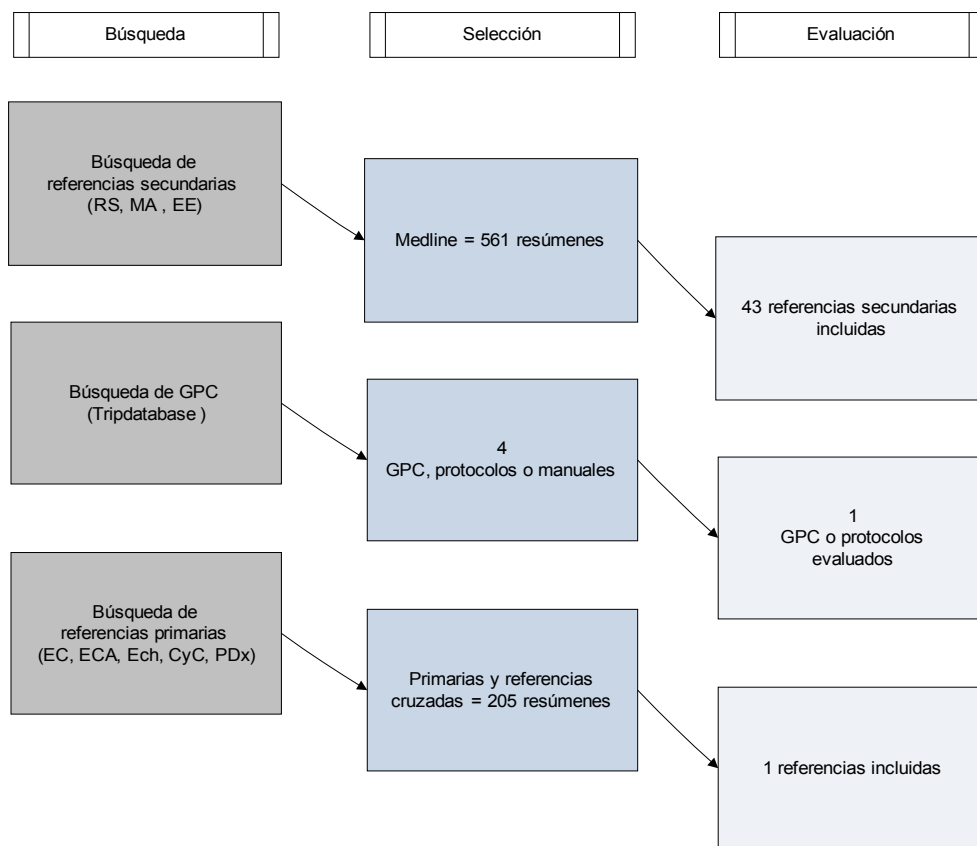 Búsqueda
Selección
Evaluación
Búsqueda de
referencias secundarias
(RS, MA , EE)
Medline = 561 resúmenes
43 referencias secundarias
incluidas
Búsqueda de GPC
(Tripdatabase )
4
GPC, protocolos o manuales
1
GPC o protocolos
evaluados
Búsqueda de
referencias primarias
(EC, ECA, Ech, CyC, PDx)
Primarias y referencias
cruzadas = 205 resúmenes
1 referencias incluidas